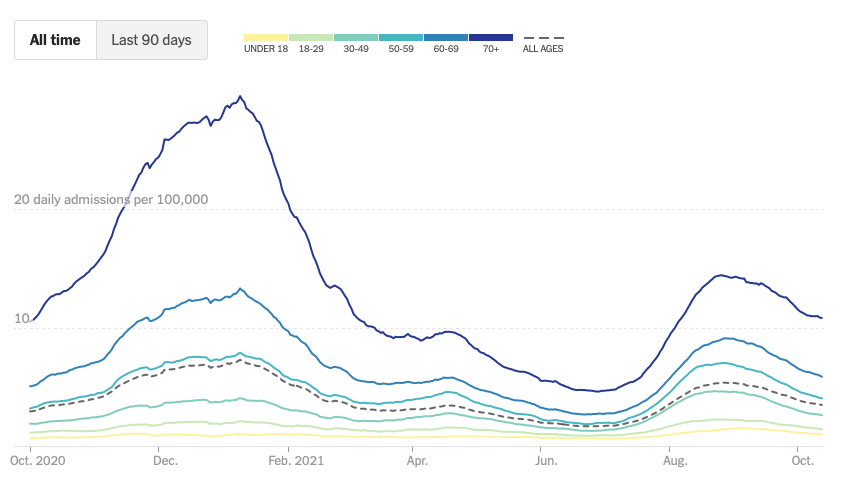 All time Last 90 days
UNDER 18 18-29 30-49 50-59 60-69 70+ ALL AGES
20 daily admissions per 100,000
10
Oct. 2020 Dec. Feb. 2021 Apr. Jun. Aug. Oct.